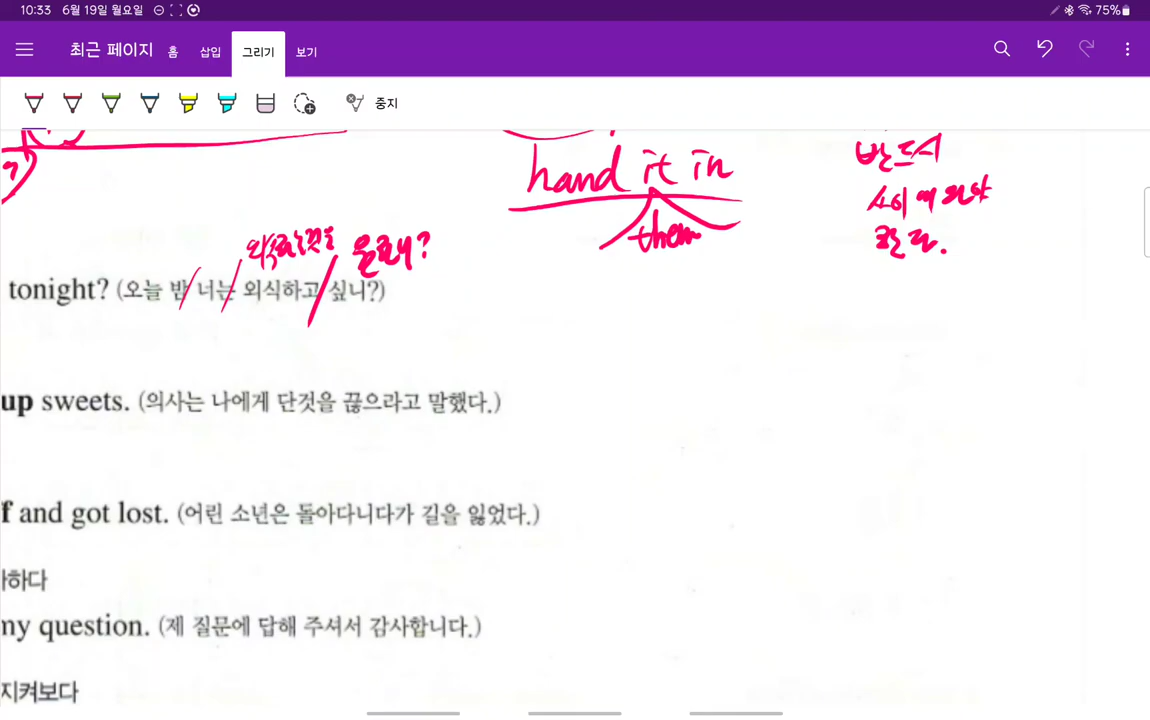 10:33 6월 19일 월요일 75%
최근 페이지 홈 삽입 그리기 보기
중지
hand it in
them
반드시
사이에 와야
한다.
외식하는것을 원해?
tonight? (오늘 밤 너는 외식하고 싶니?)
up sweets. (의사는 나에게 단것을 끊으라고 말했다.)
f and got lost. (어린 소년은 돌아다니다가 길을 잃었다.)
하다
my question. (제 질문에 답해 주셔서 감사합니다.)
지켜보다